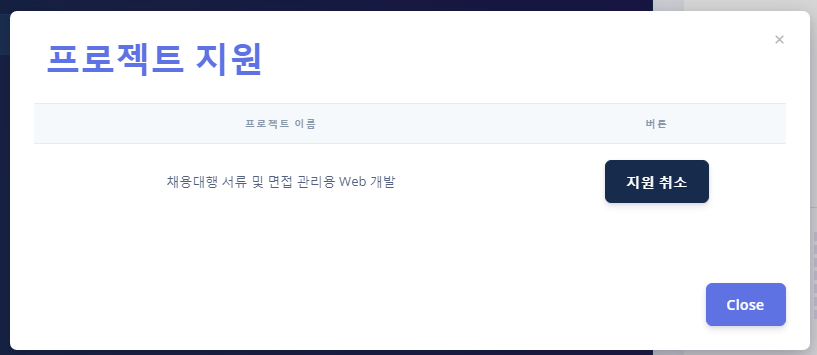 프로젝트 지원
×
프로젝트 이름 버튼
채용대행 서류 및 면접 관리용 Web 개발 지원 취소
Close